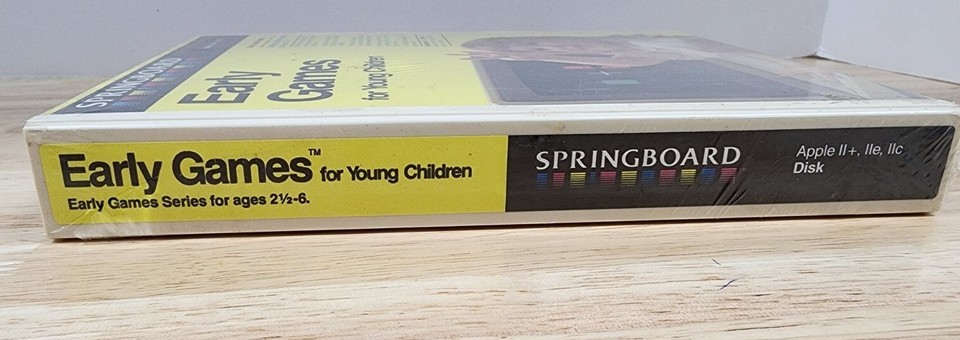 SPRINGBOARD
Early
Games
for Young Children
Early Games™ for Young Children
Early Games Series for ages 2½-6.
SPRINGBOARD
Apple II+, IIe, IIc
Disk